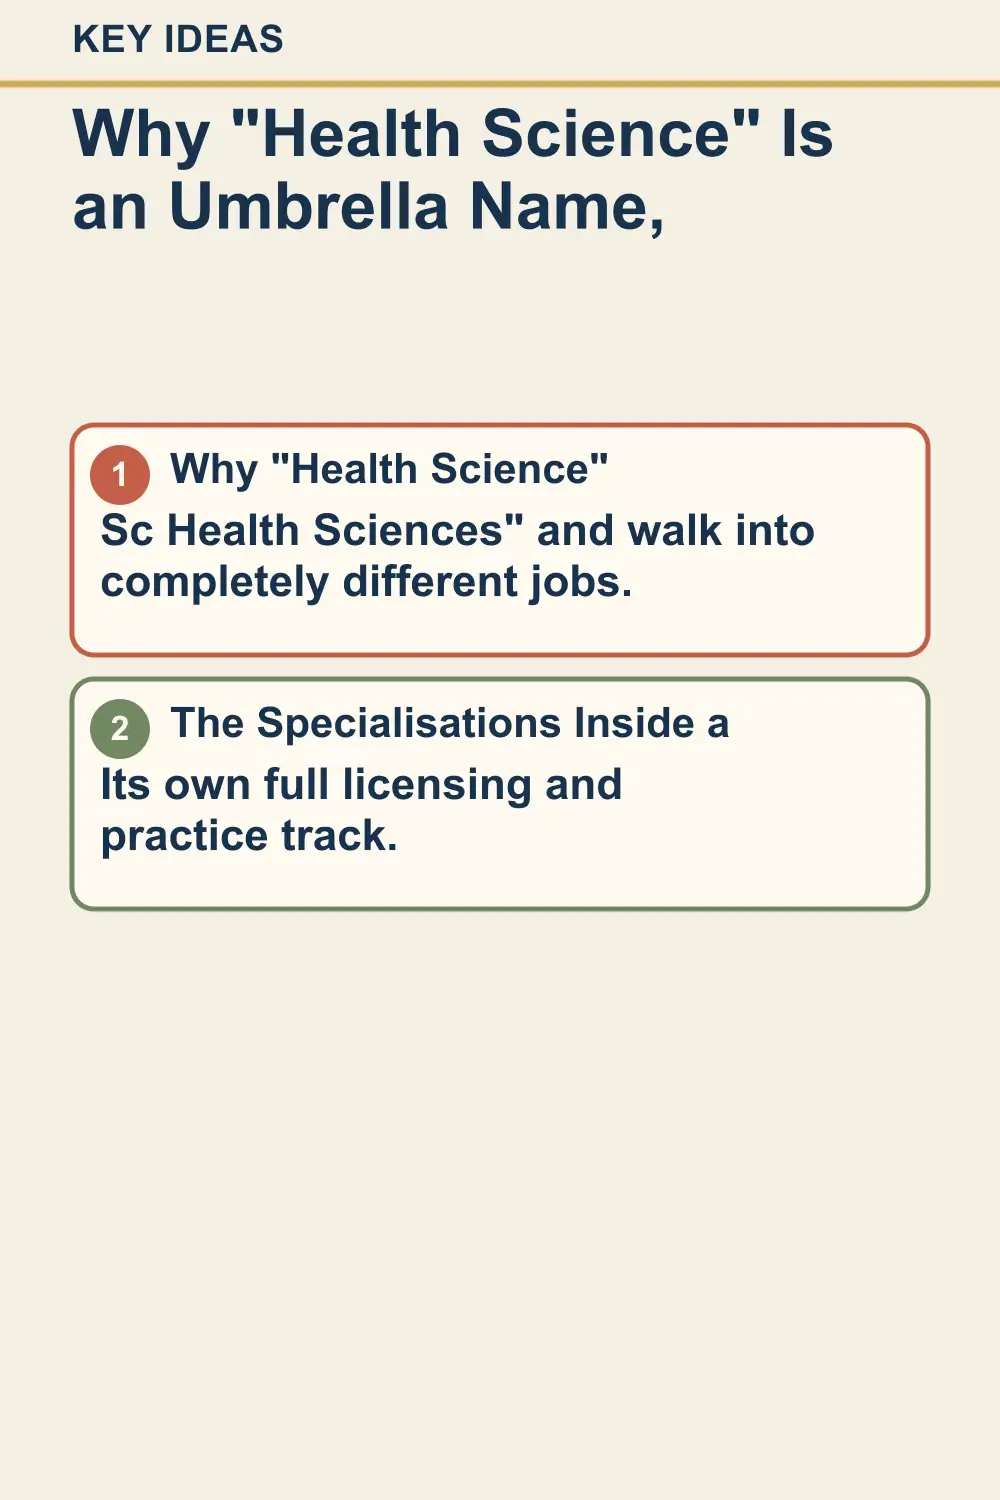 KEY IDEAS
Why "Health Science" Is
an Umbrella Name,
1 Why "Health Science"
Sc Health Sciences" and walk into
completely different jobs.
2 The Specialisations Inside a
Its own full licensing and
practice track.